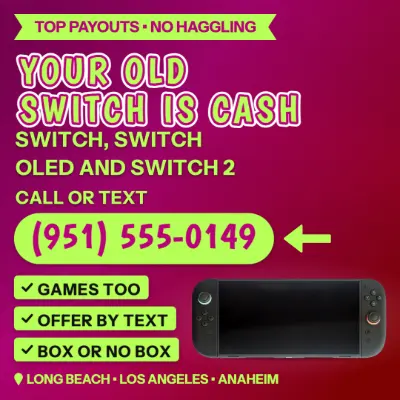 TOP PAYOUTS • NO HAGGLING
YOUR OLD
SWITCH IS CASH
SWITCH, SWITCH
OLED AND SWITCH 2
CALL OR TEXT
(951) 555-0149
GAMES TOO
OFFER BY TEXT
BOX OR NO BOX
LONG BEACH • LOS ANGELES • ANAHEIM